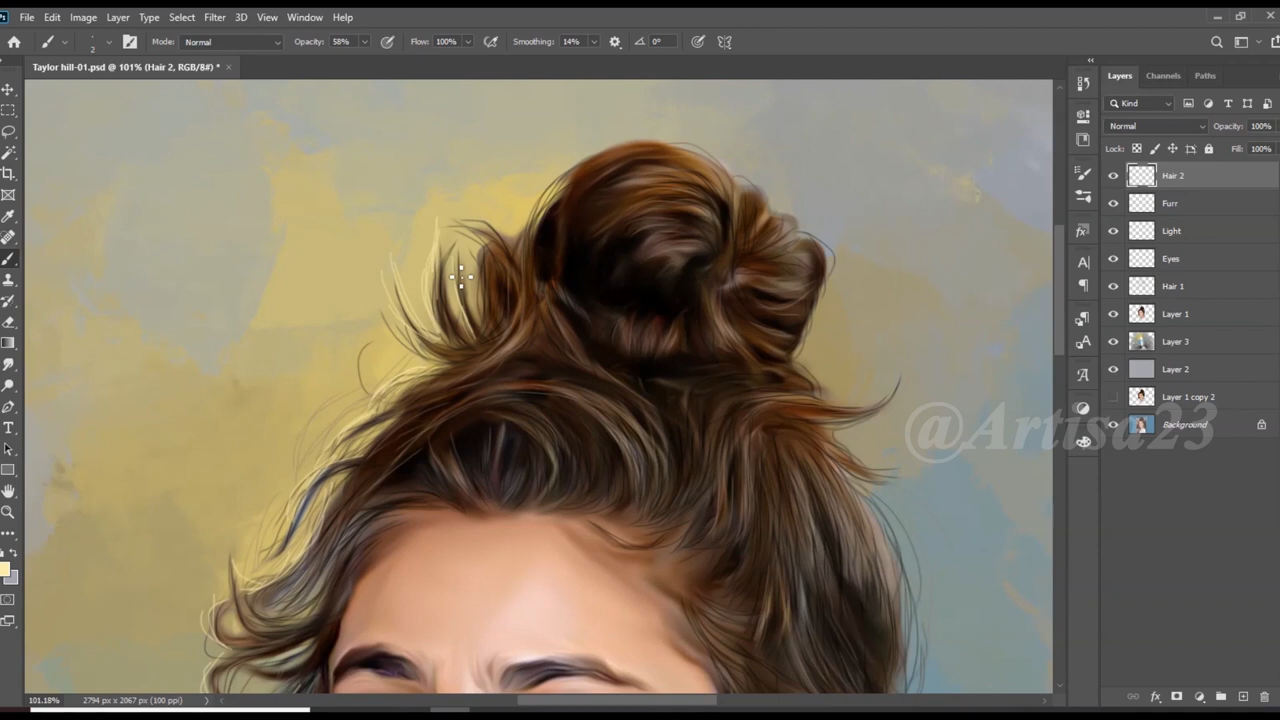 Ps File Edit Image Layer Type Select Filter 3D View Window Help
2 Mode: Normal Opacity: 58% Flow: 100% Smoothing: 14% 0°
Taylor hill-01.psd @ 101% (Hair 2, RGB/8#) * ×
Layers Channels Paths
Kind
Normal Opacity: 100%
Lock: Fill: 100%
Hair 2
Furr
Light
Eyes
Hair 1
Layer 1
Layer 3
Layer 2
Layer 1 copy 2
Background
@Artisa23
101.18% 2794 px x 2067 px (100 ppi)